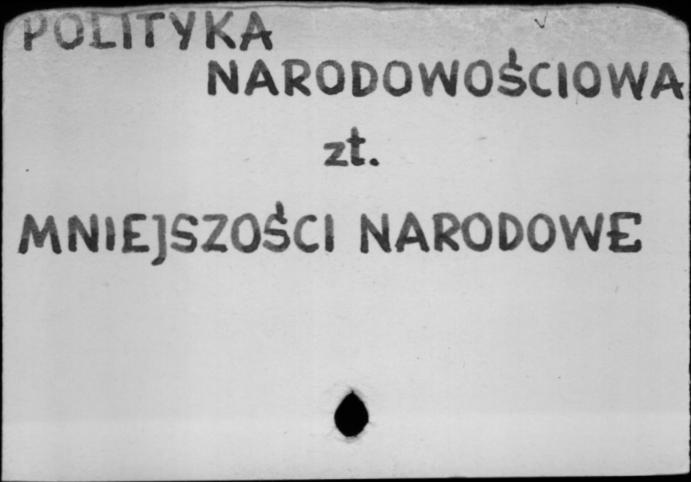 POLITYKA
NARODOWOŚCIOWA
zt.
MNIEJSZOŚCI NARODOWE